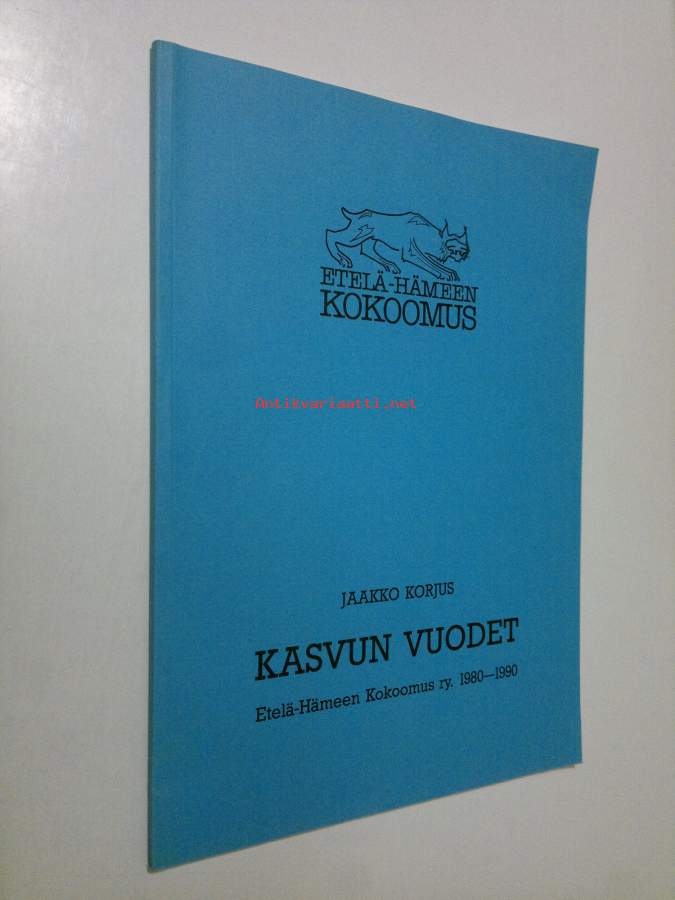 ETELÄ-HÄMEEN
KOKOOMUS
Antikvariaatti.net
JAAKKO KORJUS
KASVUN VUODET
Etelä-Hämeen Kokoomus ry. 1980—1990